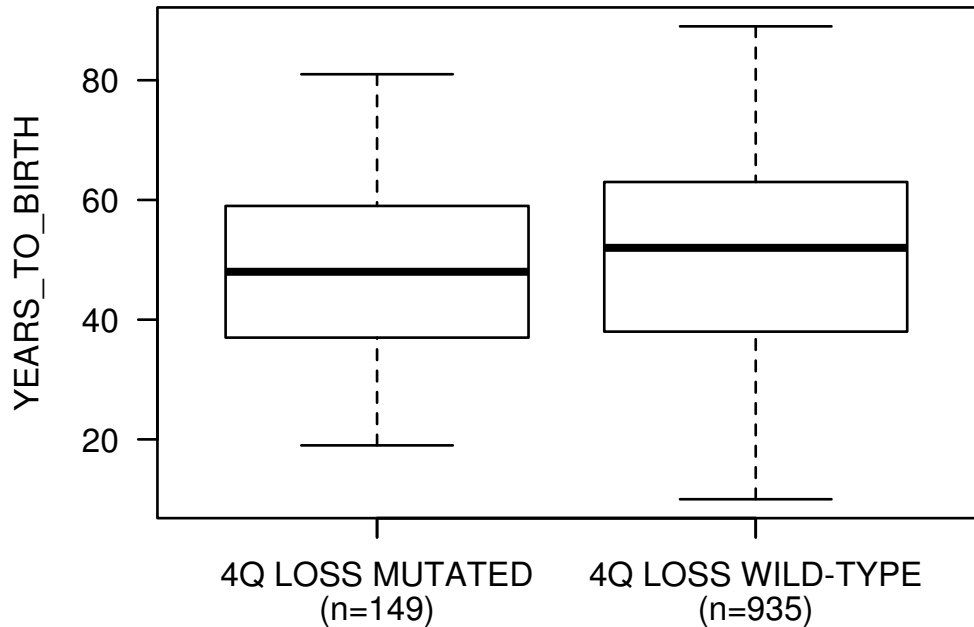 YEARS_TO_BIRTH
80
60
40
20
4Q LOSS MUTATED
(n=149)
4Q LOSS WILD-TYPE
(n=935)